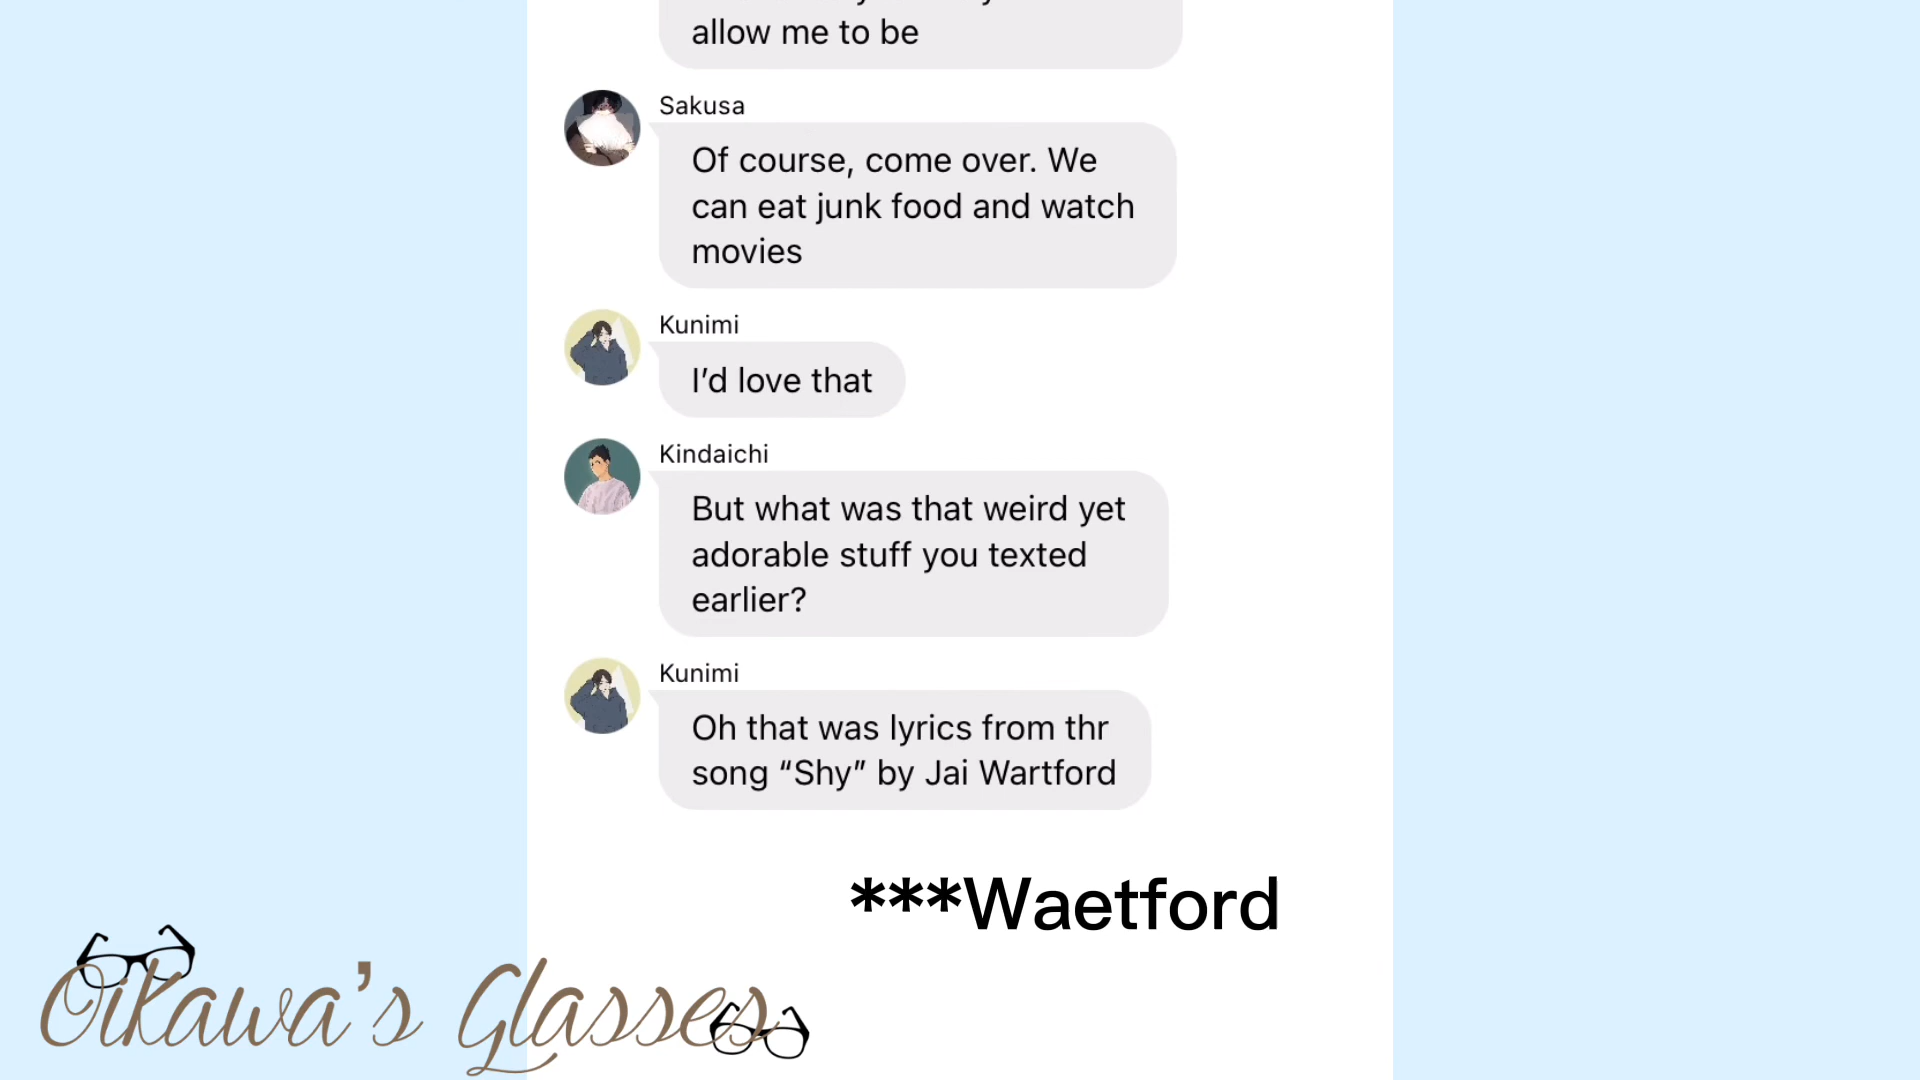 allow me to be
Sakusa
Of course, come over. We
can eat junk food and watch
movies
Kunimi
I’d love that
Kindaichi
But what was that weird yet
adorable stuff you texted
earlier?
Kunimi
Oh that was lyrics from thr
song “Shy” by Jai Wartford
***Waetford
Oikawa’s Glasses